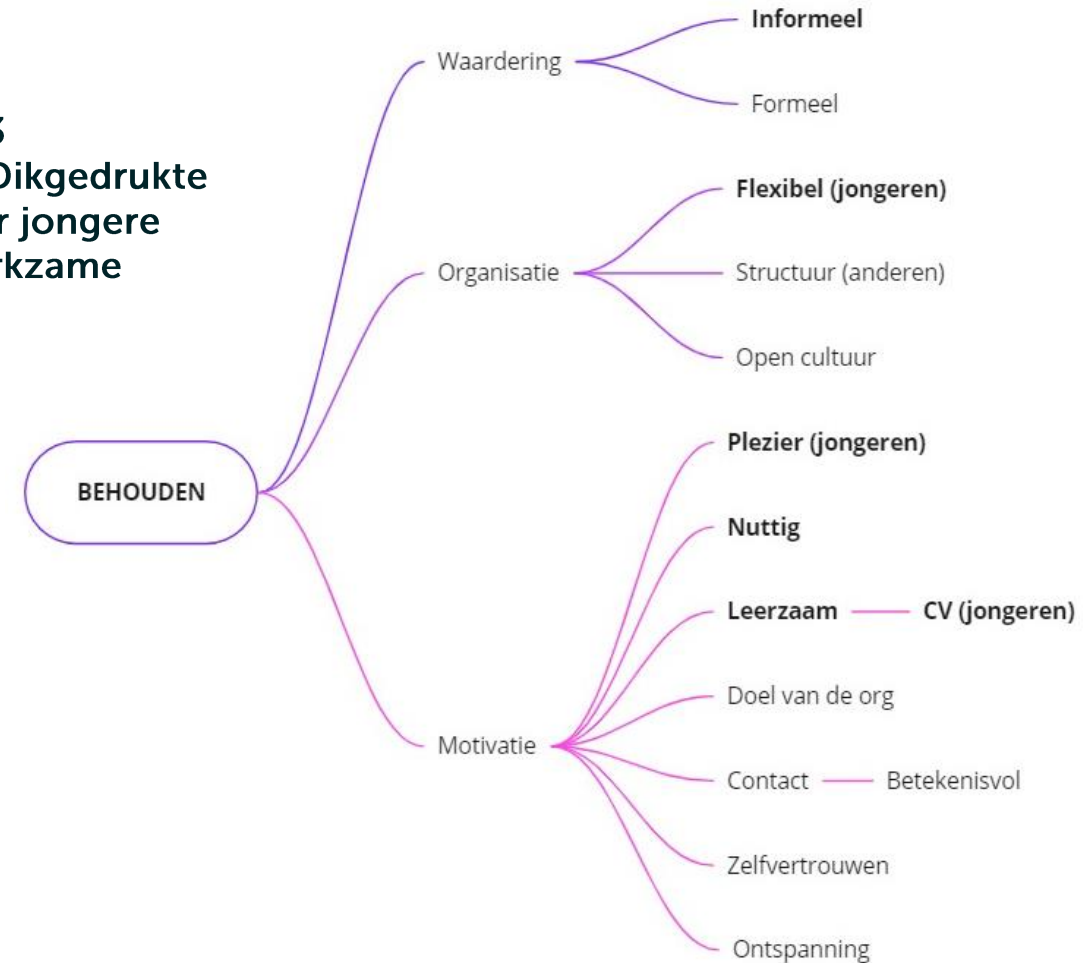 Dikgedrukte
jongere
BEHOUDEN
Waardering
Informeel
Formeel
Organisatie
Flexibel (jongeren)
Structuur (anderen)
Open cultuur
Motivatie
Plezier (jongeren)
Nuttig
Leerzaam
CV (jongeren)
Doel van de org
Contact
Betekenisvol
Zelfvertrouwen
Ontspanning